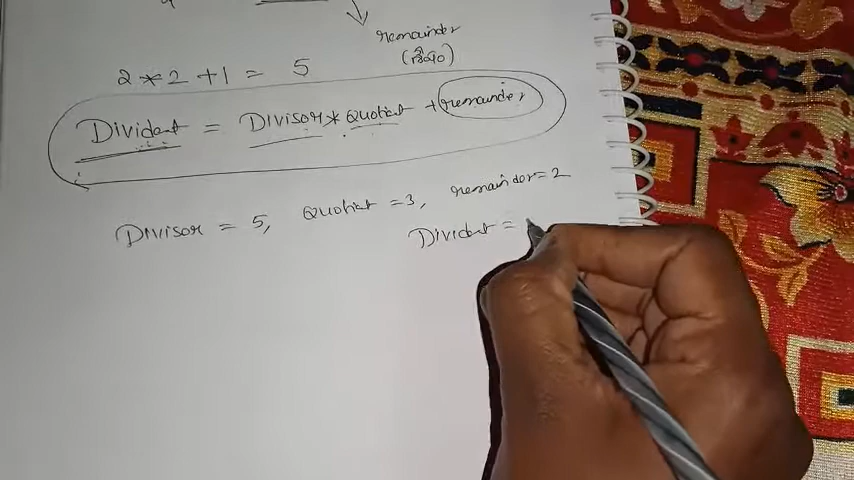 remainder
2 * 2 + 1 = 5
Divident = Divisor * Quotient + remainder
Divisor = 5, Quotient = 3, remainder = 2
Divident =